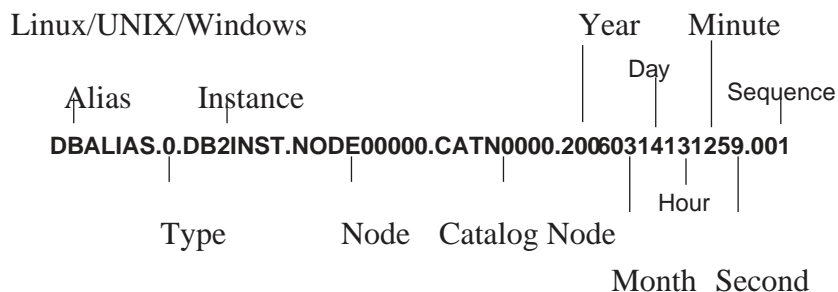 Linux/UNIX/Windows Year Minute
Day
Alias Instance Sequence
DBALIAS.0.DB2INST.NODE00000.CATN0000.20060314131259.001
Hour
Type Node Catalog Node
Month Second